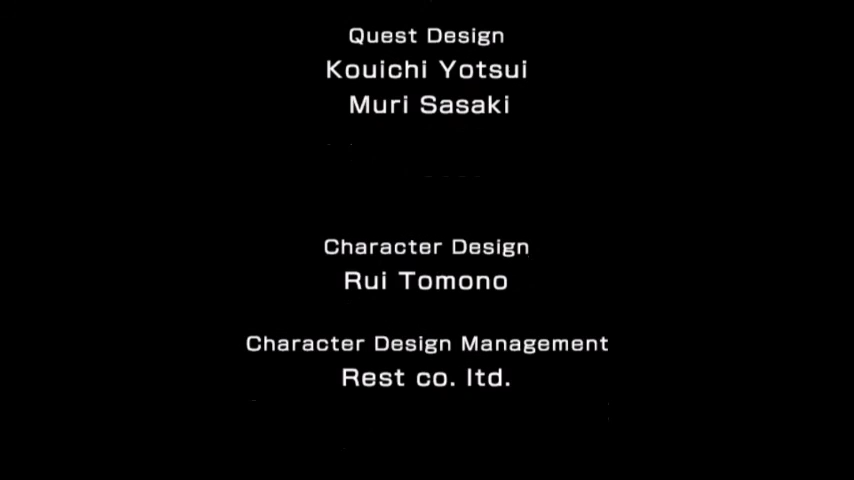 Quest Design
Kouichi Yotsui
Muri Sasaki
Character Design
Rui Tomono
Character Design Management
Rest co. ltd.